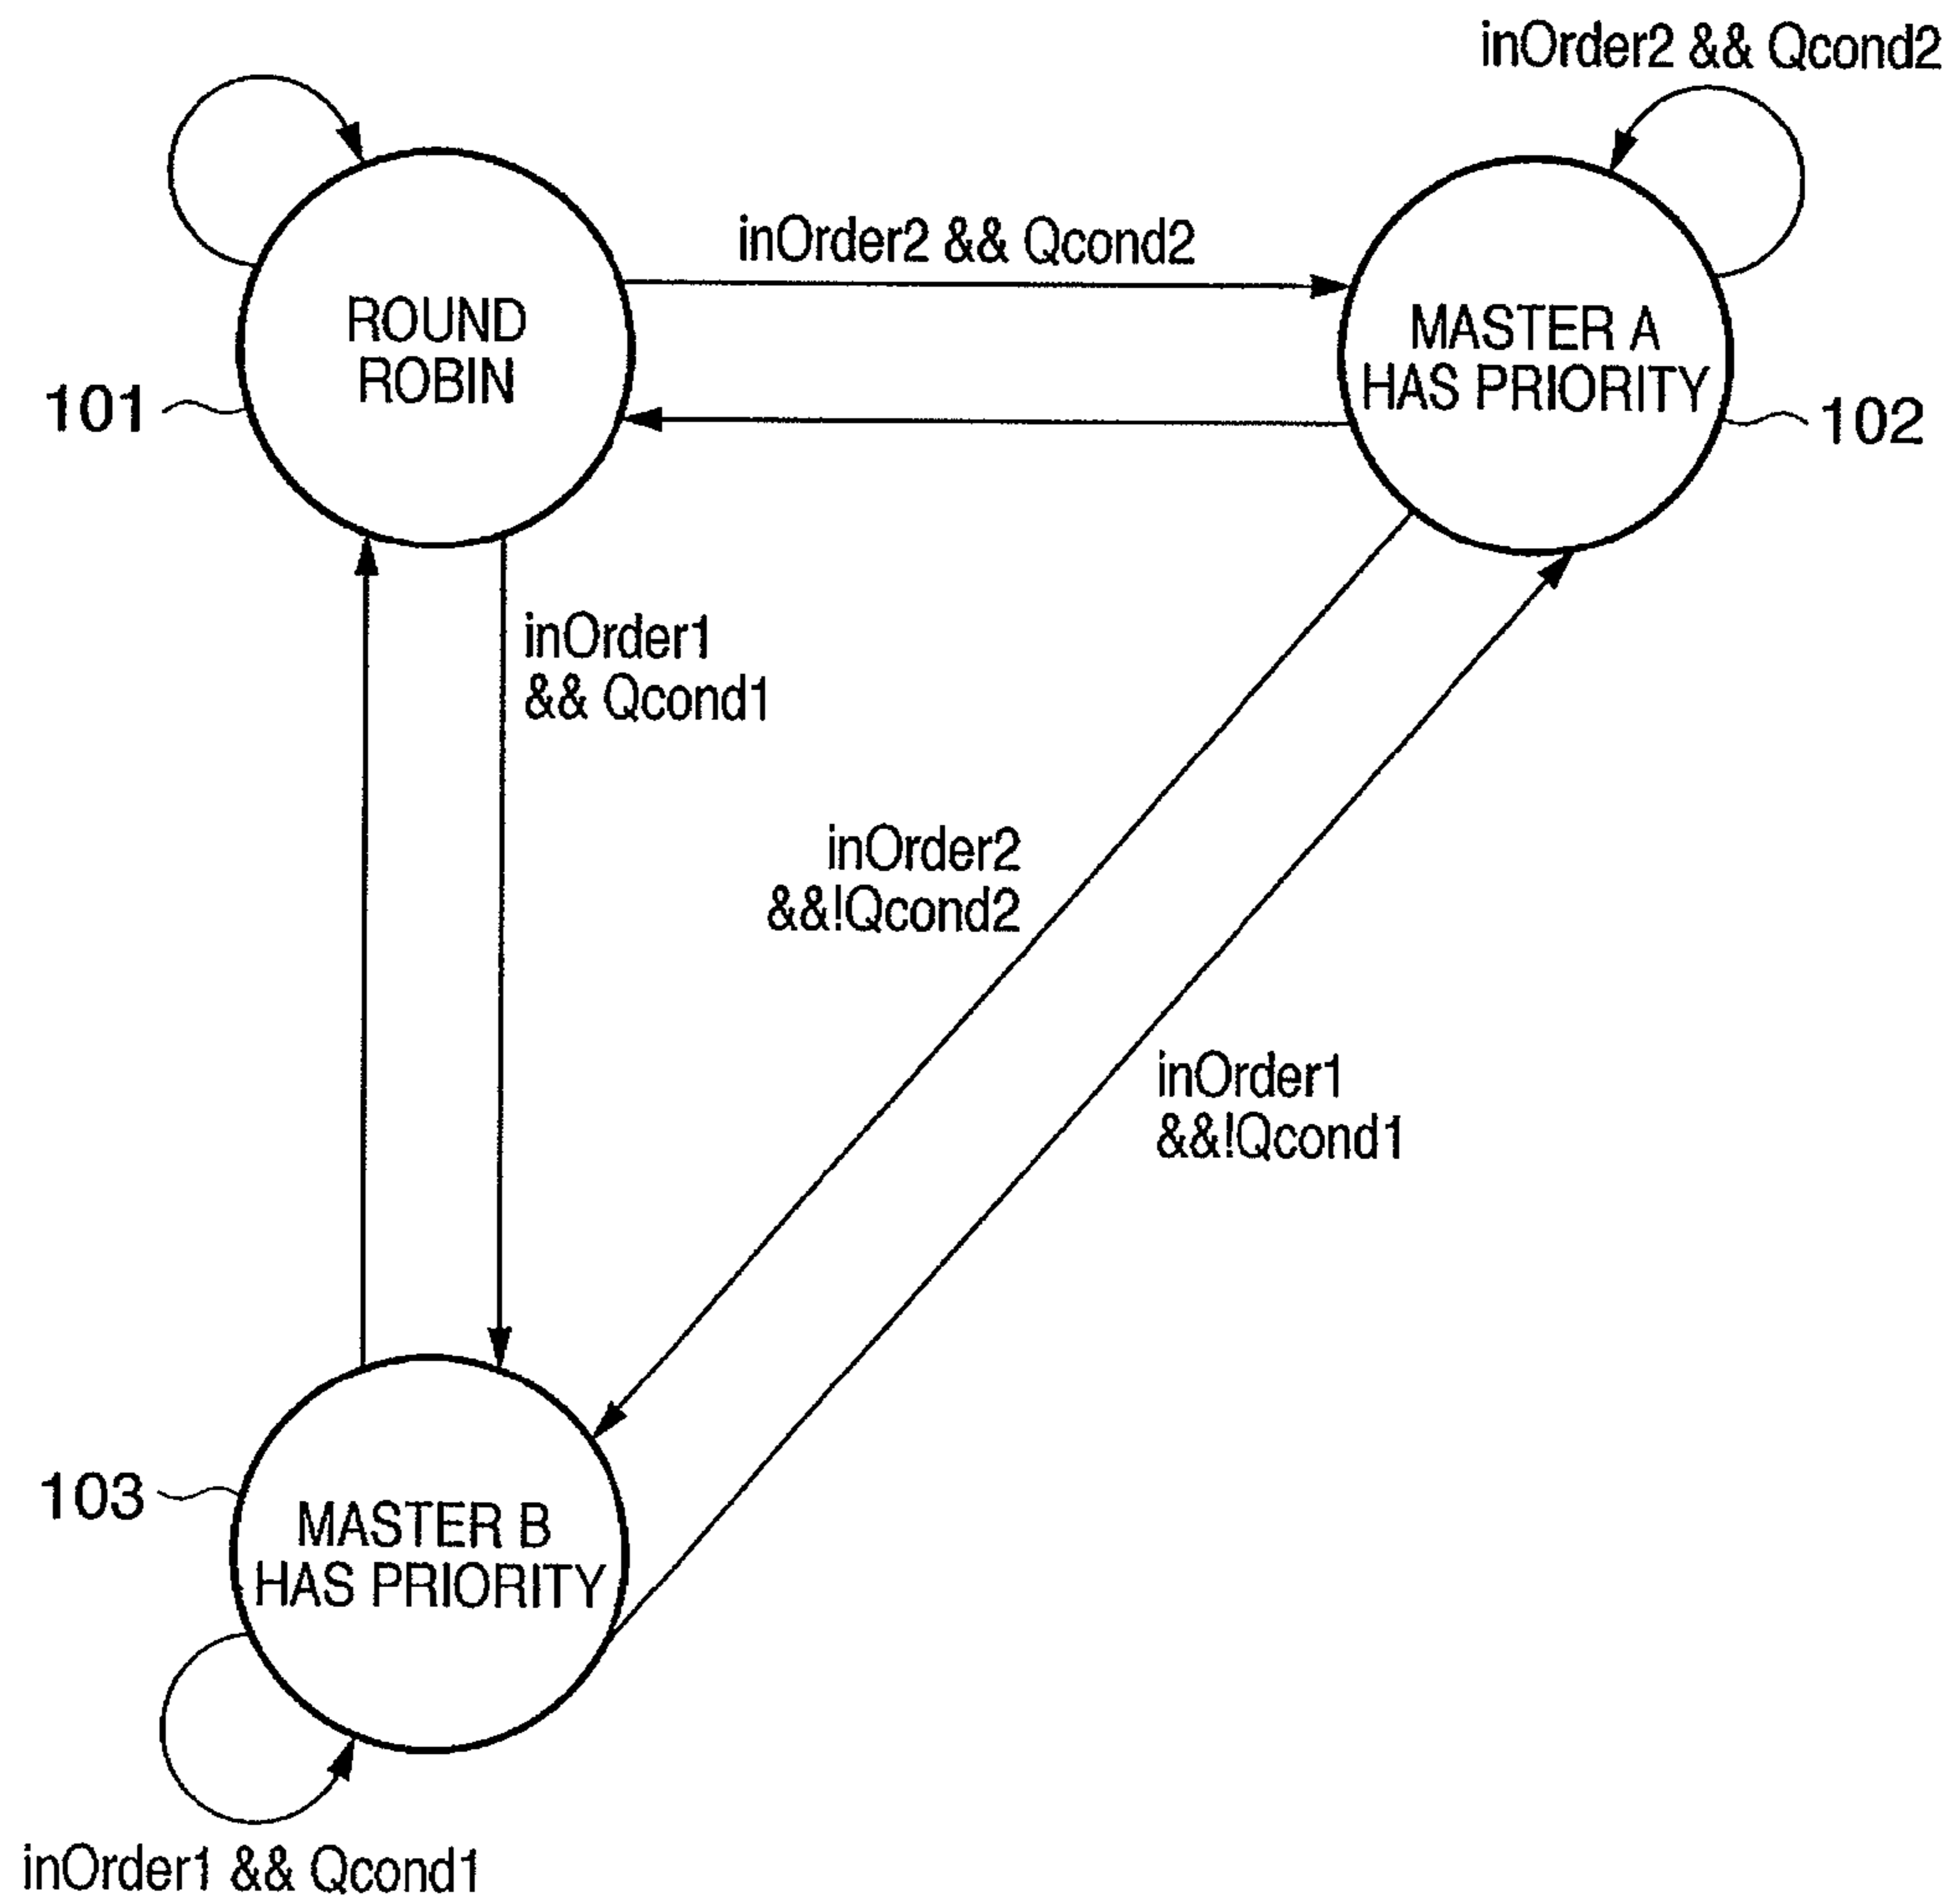 inOrder2 && Qcond2
inOrder2 && Qcond2
ROUND
ROBIN
MASTER A
HAS PRIORITY
101
102
inOrder1
&& Qcond1
inOrder2
&&!Qcond2
inOrder1
&&!Qcond1
103
MASTER B
HAS PRIORITY
inOrder1 && Qcond1